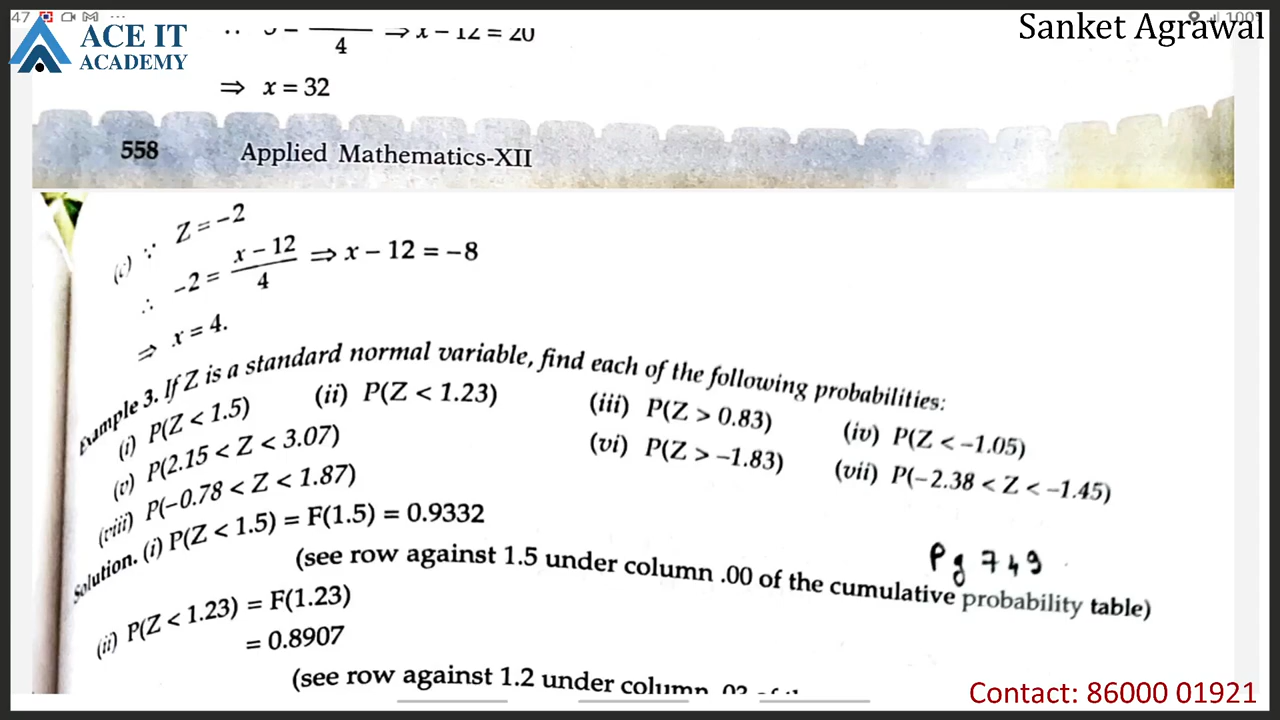 47
100%
ACE IT
ACADEMY
Sanket Agrawal
4 ⇒ x − 12 = 20
⇒ x = 32
558 Applied Mathematics-XII
(c) ∵ Z = −2
∴ −2 = x − 12 / 4 ⇒ x − 12 = −8
⇒ x = 4.
Example 3. If Z is a standard normal variable, find each of the following probabilities:
(i) P(Z < 1.5) (ii) P(Z < 1.23) (iii) P(Z > 0.83) (iv) P(Z < −1.05)
(v) P(2.15 < Z < 3.07) (vi) P(Z > −1.83) (vii) P(−2.38 < Z < −1.45)
(viii) P(−0.78 < Z < 1.87)
Solution. (i) P(Z < 1.5) = F(1.5) = 0.9332
Pg 749
(see row against 1.5 under column .00 of the cumulative probability table)
(ii) P(Z < 1.23) = F(1.23)
= 0.8907
(see row against 1.2 under column
Contact: 86000 01921